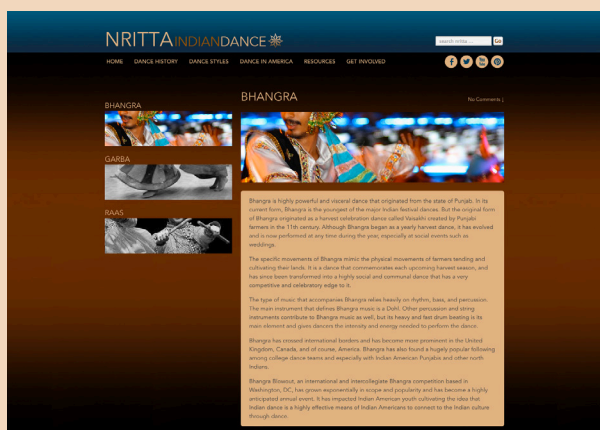 NRITTA INDIANDANCE
search nritta ...
Go
HOME DANCE HISTORY DANCE STYLES DANCE IN AMERICA RESOURCES GET INVOLVED
BHANGRA
GARBA
RAAS
BHANGRA
No Comments |
Bhangra is highly powerful and visceral dance that originated from the state of Punjab. In its
current form, Bhangra is the youngest of the major Indian festival dances. But the original form
of Bhangra originated as a harvest celebration dance called Vaisakhi created by Punjabi
farmers in the 11th century. Although Bhangra began as a yearly harvest dance, it has evolved
and is now performed at any time during the year, especially at social events such as
weddings.
The specific movements of Bhangra mimic the physical movements of farmers tending and
cultivating their lands. It is a dance that commemorates each upcoming harvest season, and
has since been transformed into a highly social and communal dance that has a very
competitive and celebratory edge to it.
The type of music that accompanies Bhangra relies heavily on rhythm, bass, and percussion.
The main instrument that defines Bhangra music is a Dohl. Other percussion and string
instruments contribute to Bhangra music as well, but its heavy and fast drum beating is its
main element and gives dancers the intensity and energy needed to perform the dance.
Bhangra has crossed international borders and has become more prominent in the United
Kingdom, Canada, and of course, America. Bhangra has also found a hugely popular following
among college dance teams and especially with Indian American Punjabis and other north
Indians.
Bhangra Blowout, an international and intercollegiate Bhangra competition based in
Washington, DC, has grown exponentially in scope and popularity and has become a highly
anticipated annual event. It has impacted Indian American youth cultivating the idea that
Indian dance is a highly effective means of Indian Americans to connect to the Indian culture
through dance.